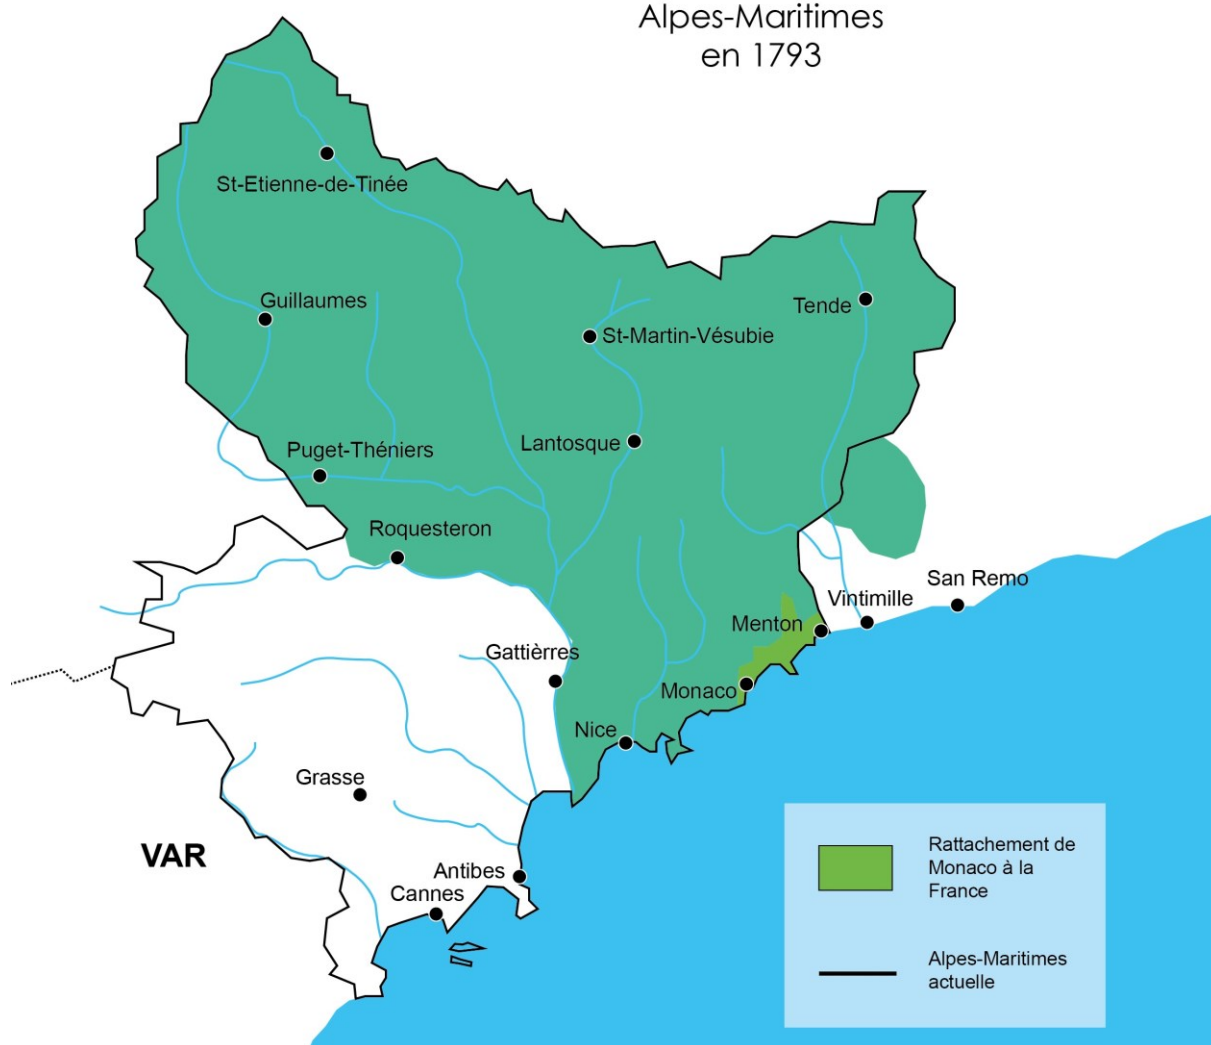 Alpes-Maritimes
en 1793
St-Etienne-de-Tinée
Guillaumes
Tende
St-Martin-Vésubie
Lantosque
Puget-Théniers
Roquesteron
San Remo
Vintimille
Menton
Gattièrres
Monaco
Nice
Grasse
VAR
Antibes
Cannes
Rattachement de
Monaco à la
France
Alpes-Maritimes
actuelle